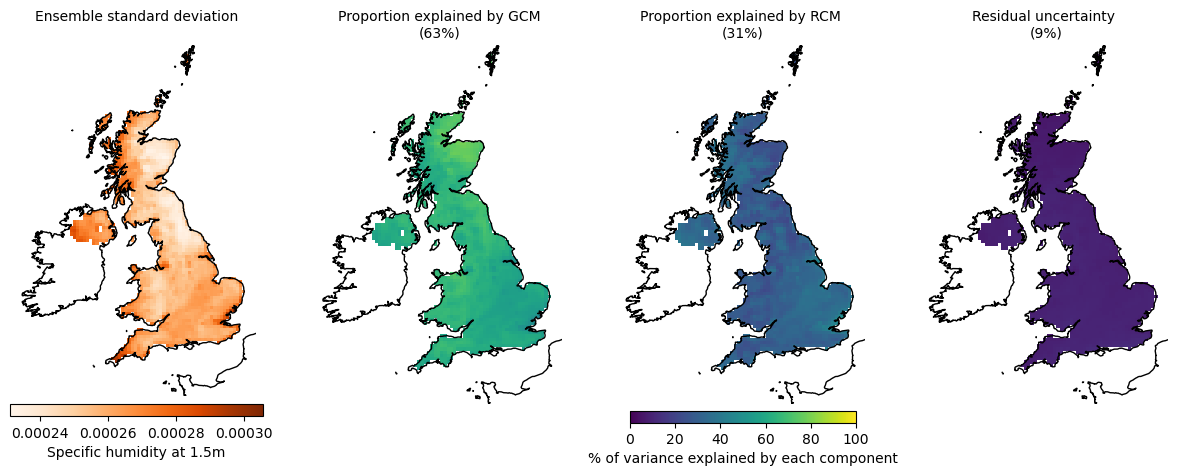 Ensemble standard deviation
Proportion explained by GCM
(63%)
Proportion explained by RCM
(31%)
Residual uncertainty
(9%)
0.00024 0.00026 0.00028 0.00030
Specific humidity at 1.5m
0 20 40 60 80 100
% of variance explained by each component